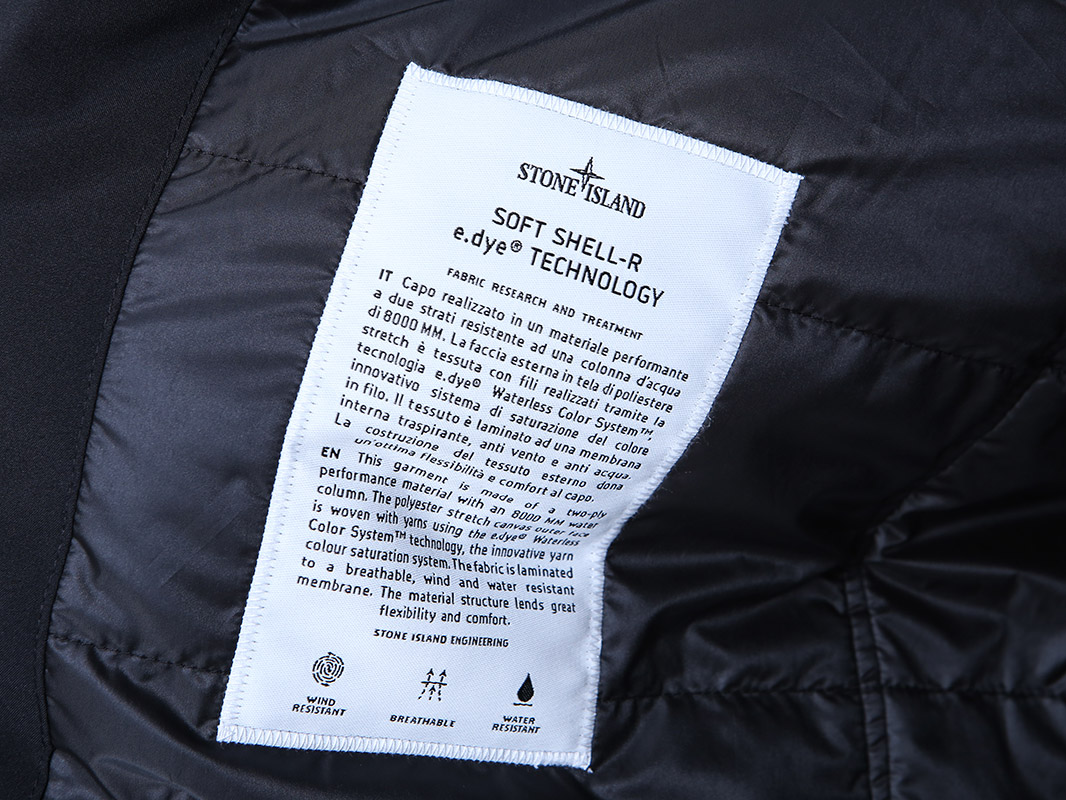 STONE ISLAND
SOFT SHELL-R
e.dye® TECHNOLOGY
FABRIC RESEARCH AND TREATMENT
IT Capo realizzato in un materiale performante
a due strati resistente ad una colonna d'acqua
di 8000 MM. La faccia esterna in tela di poliestere
stretch è tessuta con fili realizzati tramite la
tecnologia e.dye® Waterless Color System™,
innovativo sistema di saturazione del colore
in filo. Il tessuto è laminato ad una membrana
interna traspirante, anti vento e anti acqua.
La costruzione del tessuto esterno dona
un'ottima flessibilità e comfort al capo.
EN This garment is made of a two-ply
performance material with an 8000 MM water
column. The polyester stretch canvas outer face
is woven with yarns using the e.dye® Waterless
Color System™ technology, the innovative yarn
colour saturation system. The fabric is laminated
to a breathable, wind and water resistant
membrane. The material structure lends great
flexibility and comfort.
STONE ISLAND ENGINEERING
WIND
RESISTANT
BREATHABLE
WATER
RESISTANT